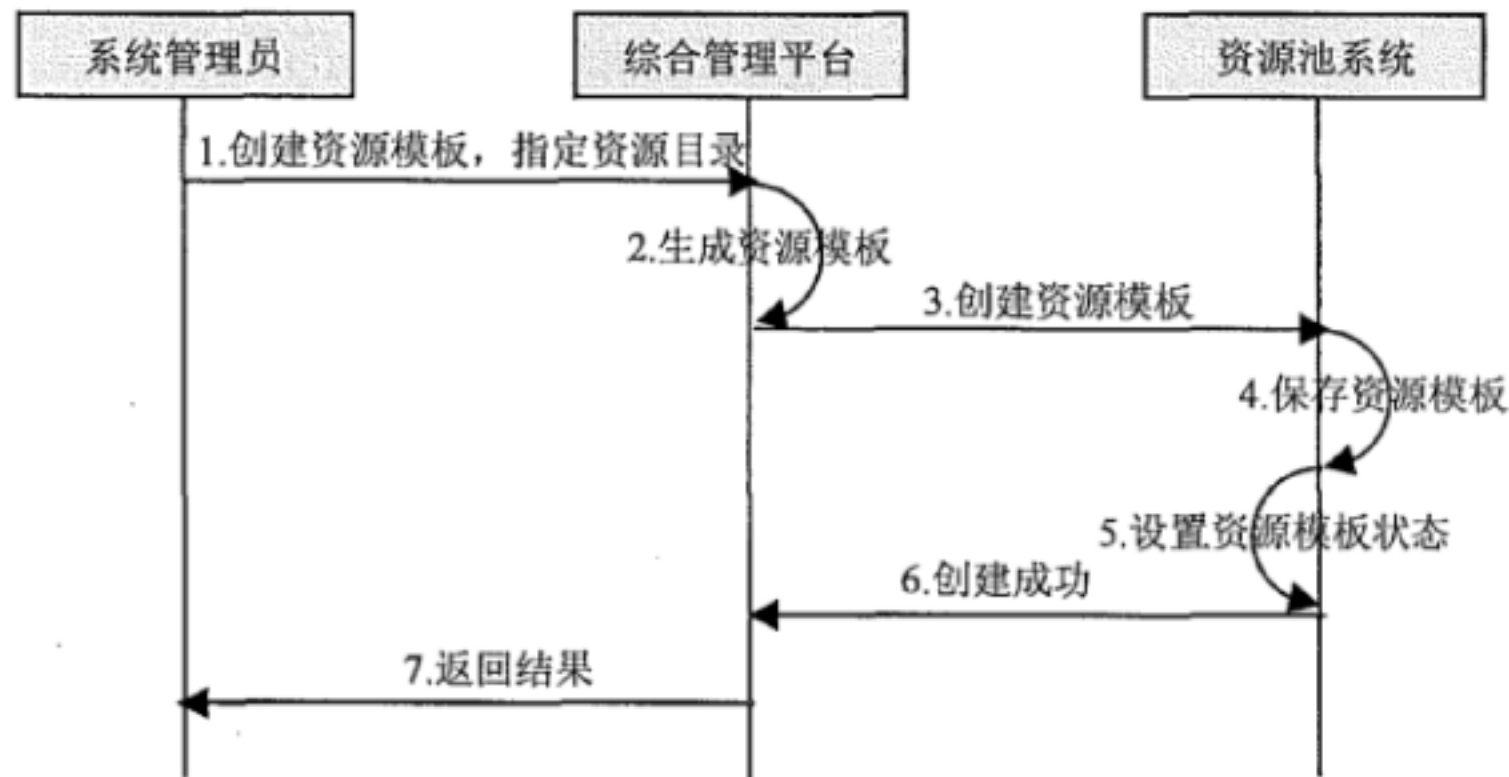 系统管理员
综合管理平台
资源池系统
1.创建资源模板，指定资源目录
2.生成资源模板
3.创建资源模板
4.保存资源模板
5.设置资源模板状态
6.创建成功
7.返回结果